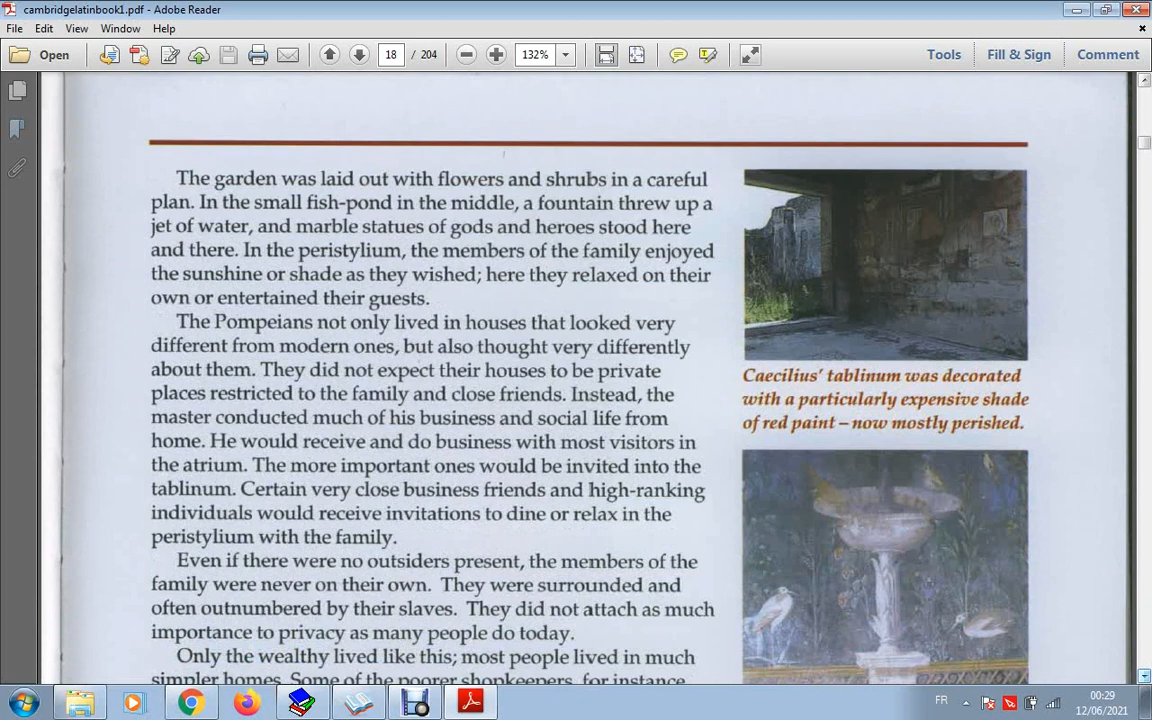 cambridgelatinbook1.pdf - Adobe Reader
File Edit View Window Help
Open 18 / 204 132% Tools Fill & Sign Comment
The garden was laid out with flowers and shrubs in a careful
plan. In the small fish-pond in the middle, a fountain threw up a
jet of water, and marble statues of gods and heroes stood here
and there. In the peristylium, the members of the family enjoyed
the sunshine or shade as they wished; here they relaxed on their
own or entertained their guests.
The Pompeians not only lived in houses that looked very
different from modern ones, but also thought very differently
about them. They did not expect their houses to be private
places restricted to the family and close friends. Instead, the
master conducted much of his business and social life from
home. He would receive and do business with most visitors in
the atrium. The more important ones would be invited into the
tablinum. Certain very close business friends and high-ranking
individuals would receive invitations to dine or relax in the
peristylium with the family.
Even if there were no outsiders present, the members of the
family were never on their own. They were surrounded and
often outnumbered by their slaves. They did not attach as much
importance to privacy as many people do today.
Only the wealthy lived like this; most people lived in much
simpler homes. Some of the poorer shopkeepers, for instance
Caecilius' tablinum was decorated
with a particularly expensive shade
of red paint – now mostly perished.
FR 00:29
12/06/2021